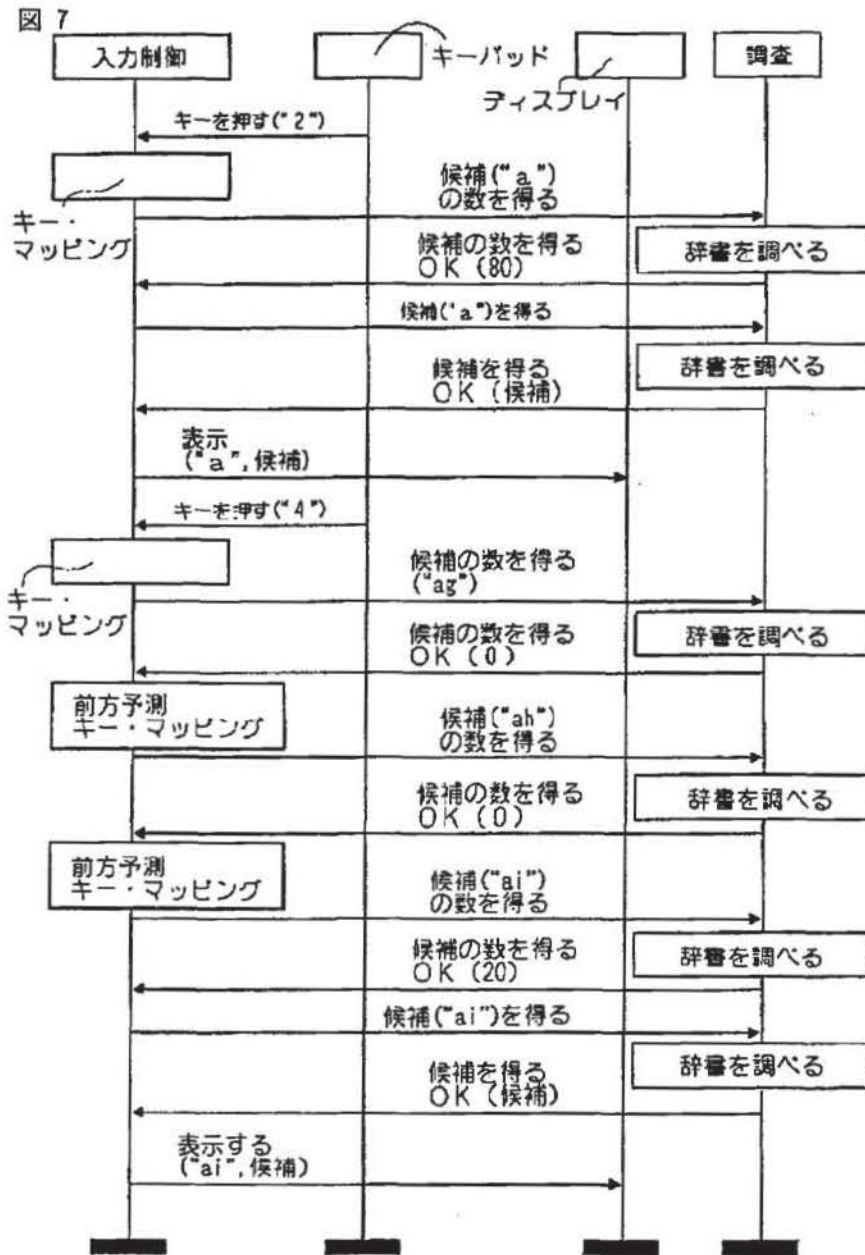 図 7
入力制御
キーパッド
ディスプレイ
調査
キーを押す("2")
キー・
マッピング
候補("a")
の数を得る
辞書を調べる
候補の数を得る
OK (80)
候補("a")を得る
辞書を調べる
候補を得る
OK (候補)
表示
("a",候補)
キーを押す("4")
キー・
マッピング
候補の数を得る
("ag")
辞書を調べる
候補の数を得る
OK (0)
前方予測
キー・マッピング
候補("ah")
の数を得る
辞書を調べる
候補の数を得る
OK (0)
前方予測
キー・マッピング
候補("ai")
の数を得る
辞書を調べる
候補の数を得る
OK (20)
候補("ai")を得る
辞書を調べる
候補を得る
OK (候補)
表示する
("ai",候補)